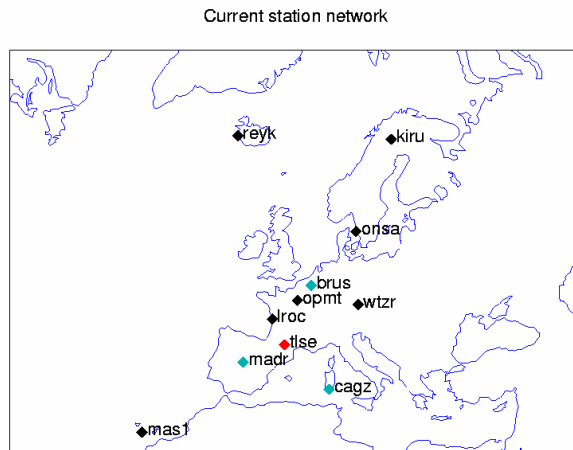 Current station network
reyk
kiru
onsa
brus
opmt
wtzr
lroc
tlse
madr
cagz
mas1